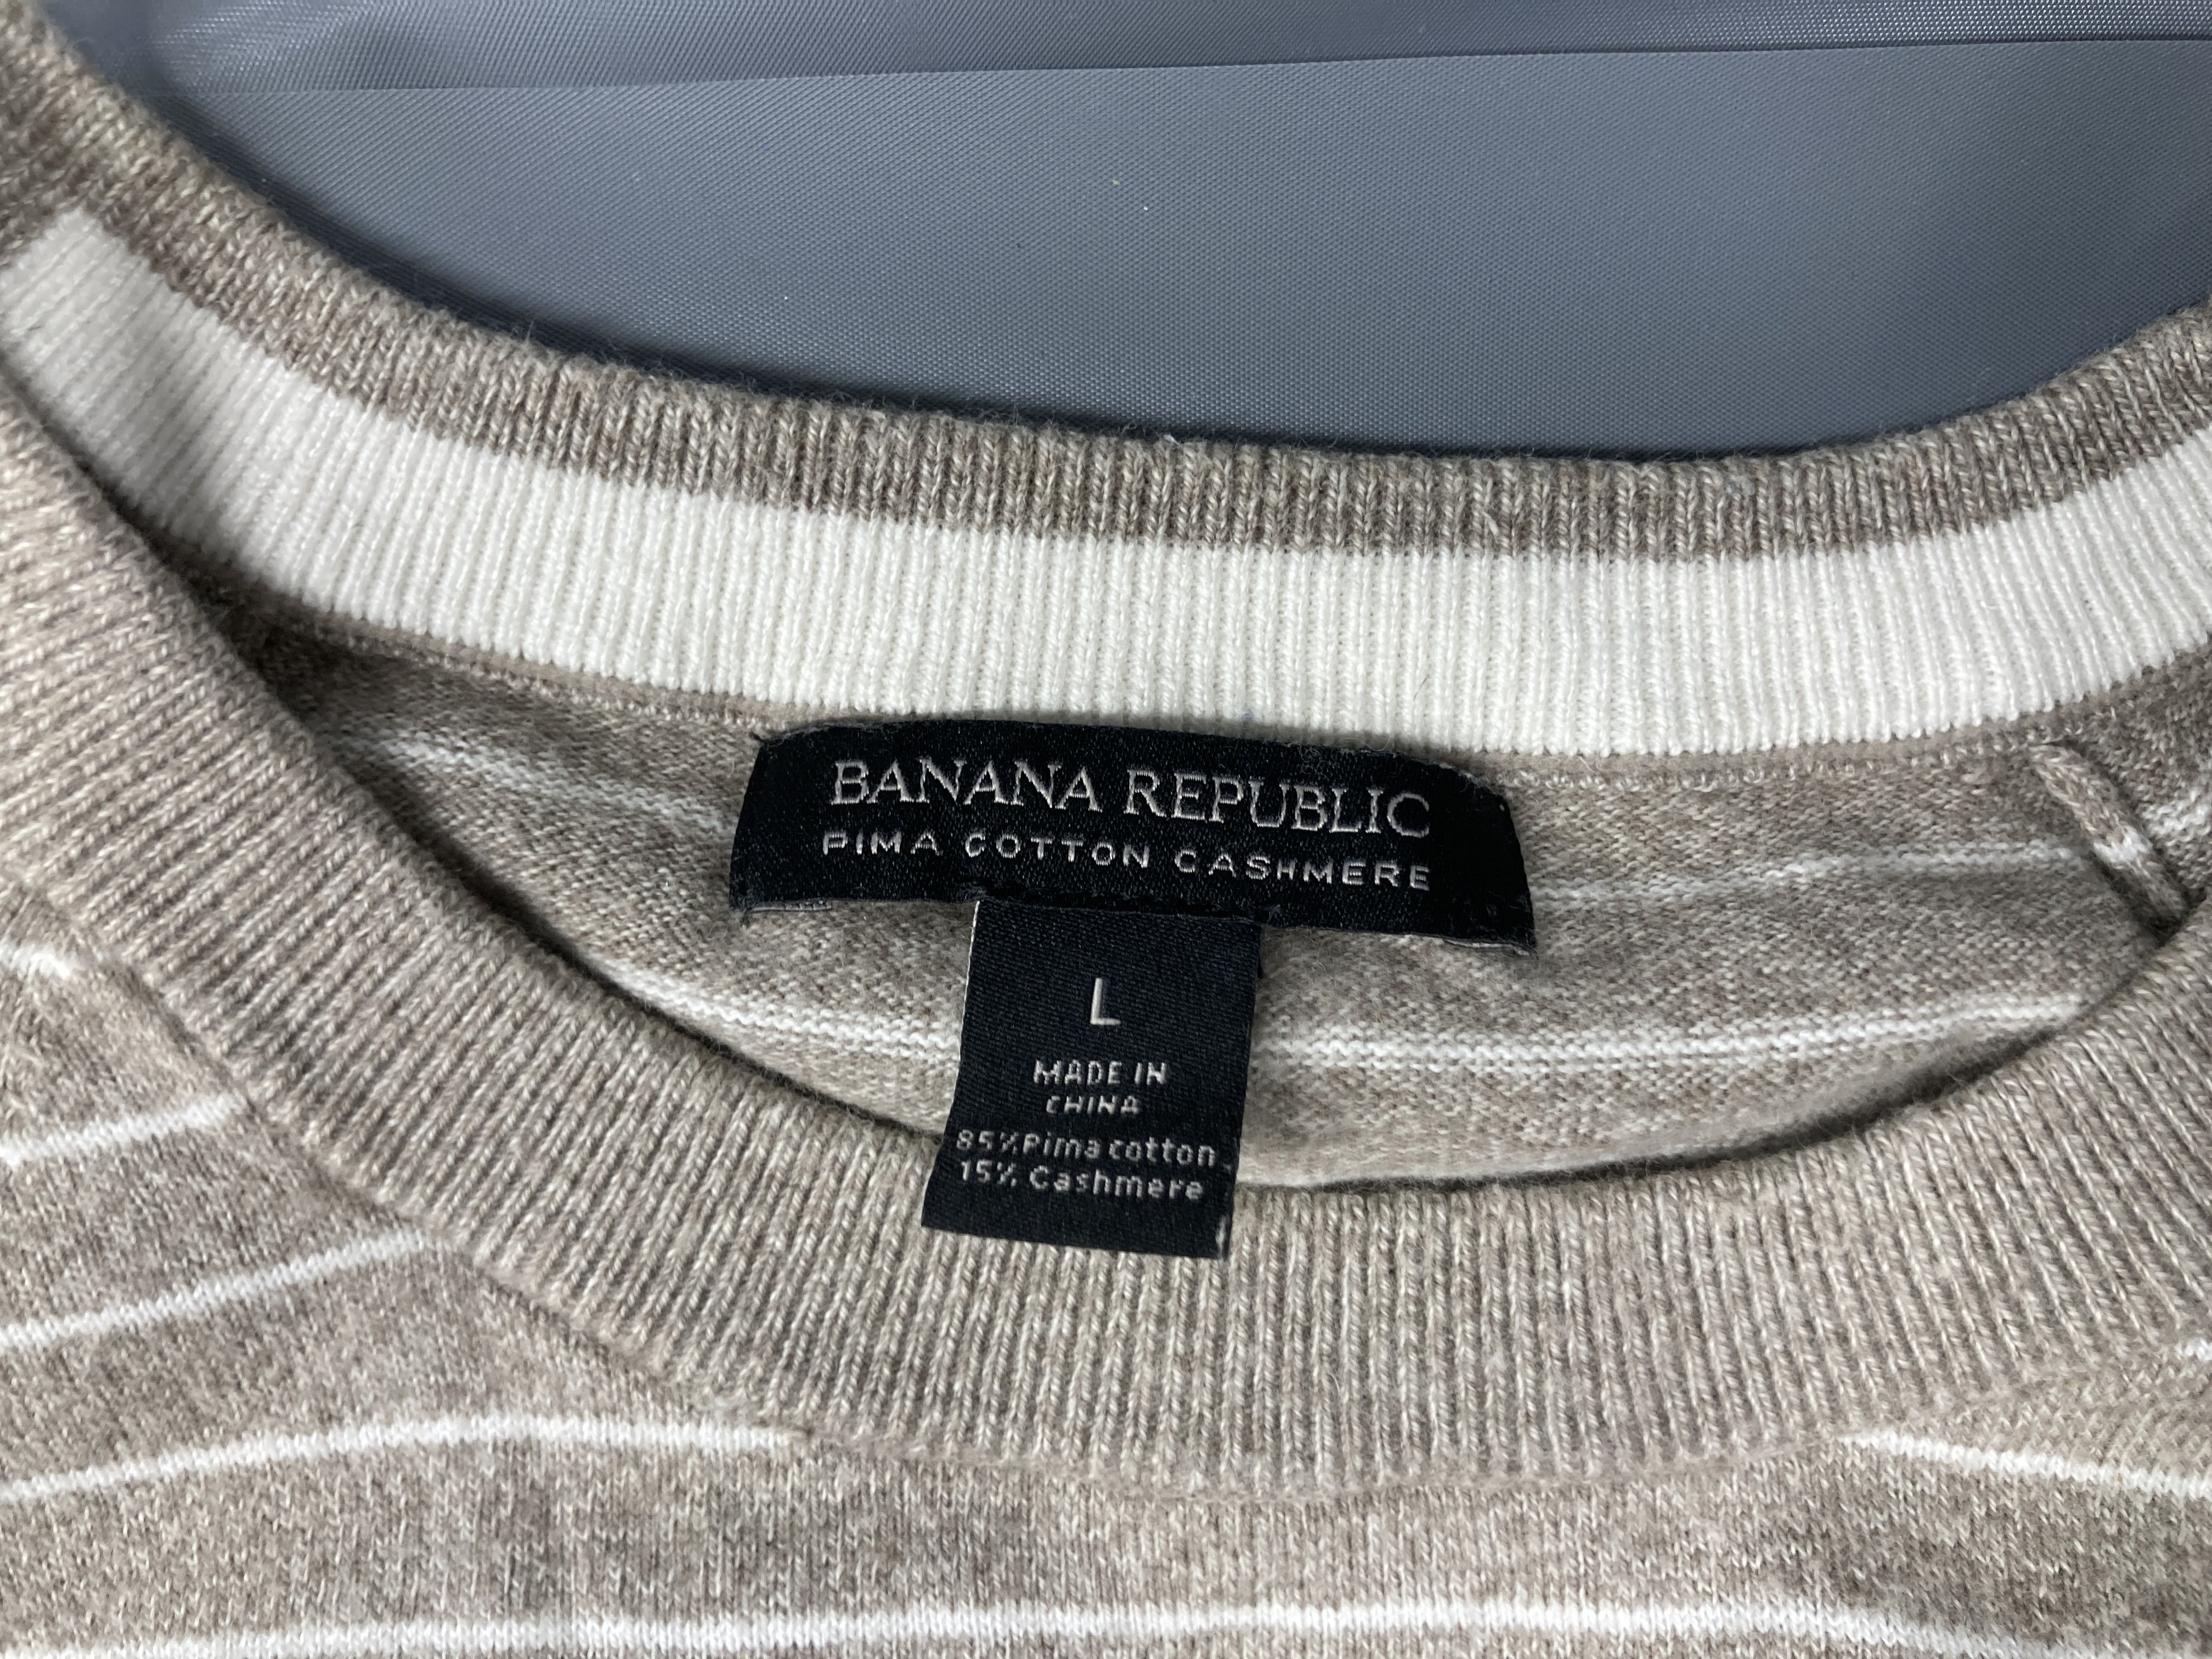 BANANA REPUBLIC
PIMA COTTON CASHMERE
L
MADE IN
CHINA
85% Pima cotton
15% Cashmere